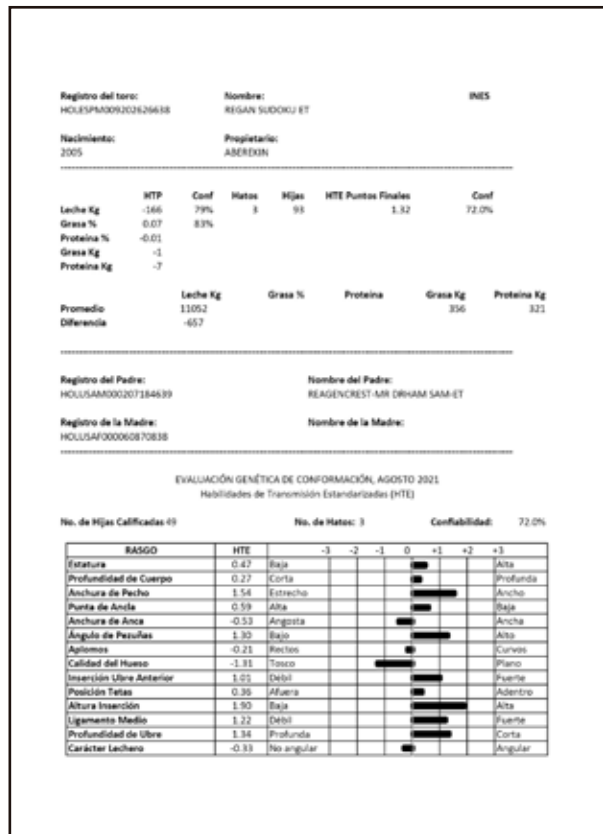 Registro del toro: Nombre: INES
HOLESPM009202626638 REGAN SUDOKU ET
Nacimiento: Propietario:
2005 ABEREKIN
HTP Conf Hatos Hijas HTE Puntos Finales Conf
Leche Kg -166 79% 3 93 1.32 72.0%
Grasa % 0.07 83%
Proteina % -0.01
Grasa Kg -1
Proteina Kg -7
Leche Kg Grasa % Proteina Grasa Kg Proteina Kg
Promedio 11052 356 321
Diferencia -657
Registro del Padre: Nombre del Padre:
HOLUSAM000207184639 REAGENCREST-MR DRHAM SAM-ET
Registro de la Madre: Nombre de la Madre:
HOLUSAF000060870838
EVALUACIÓN GENÉTICA DE CONFORMACIÓN, AGOSTO 2021
Habilidades de Transmisión Estandarizadas (HTE)
No. de Hijas Calificadas 49 No. de Hatos: 3 Confiabilidad: 72.0%
RASGO HTE -3 -2 -1 0 +1 +2 +3
Estatura 0.47 Baja Alta
Profundidad de Cuerpo 0.27 Corta Profunda
Anchura de Pecho 1.54 Estrecho Ancho
Punta de Ancla 0.59 Alta Baja
Anchura de Anca -0.53 Angosta Ancha
Ángulo de Pezuñas 1.30 Bajo Alto
Aplomos -0.21 Rectos Curvos
Calidad del Hueso -1.31 Tosco Plano
Inserción Ubre Anterior 1.01 Débil Fuerte
Posición Tetas 0.36 Afuera Adentro
Altura Inserción 1.90 Baja Alta
Ligamento Medio 1.22 Débil Fuerte
Profundidad de Ubre 1.34 Profunda Corta
Carácter Lechero -0.33 No angular Angular